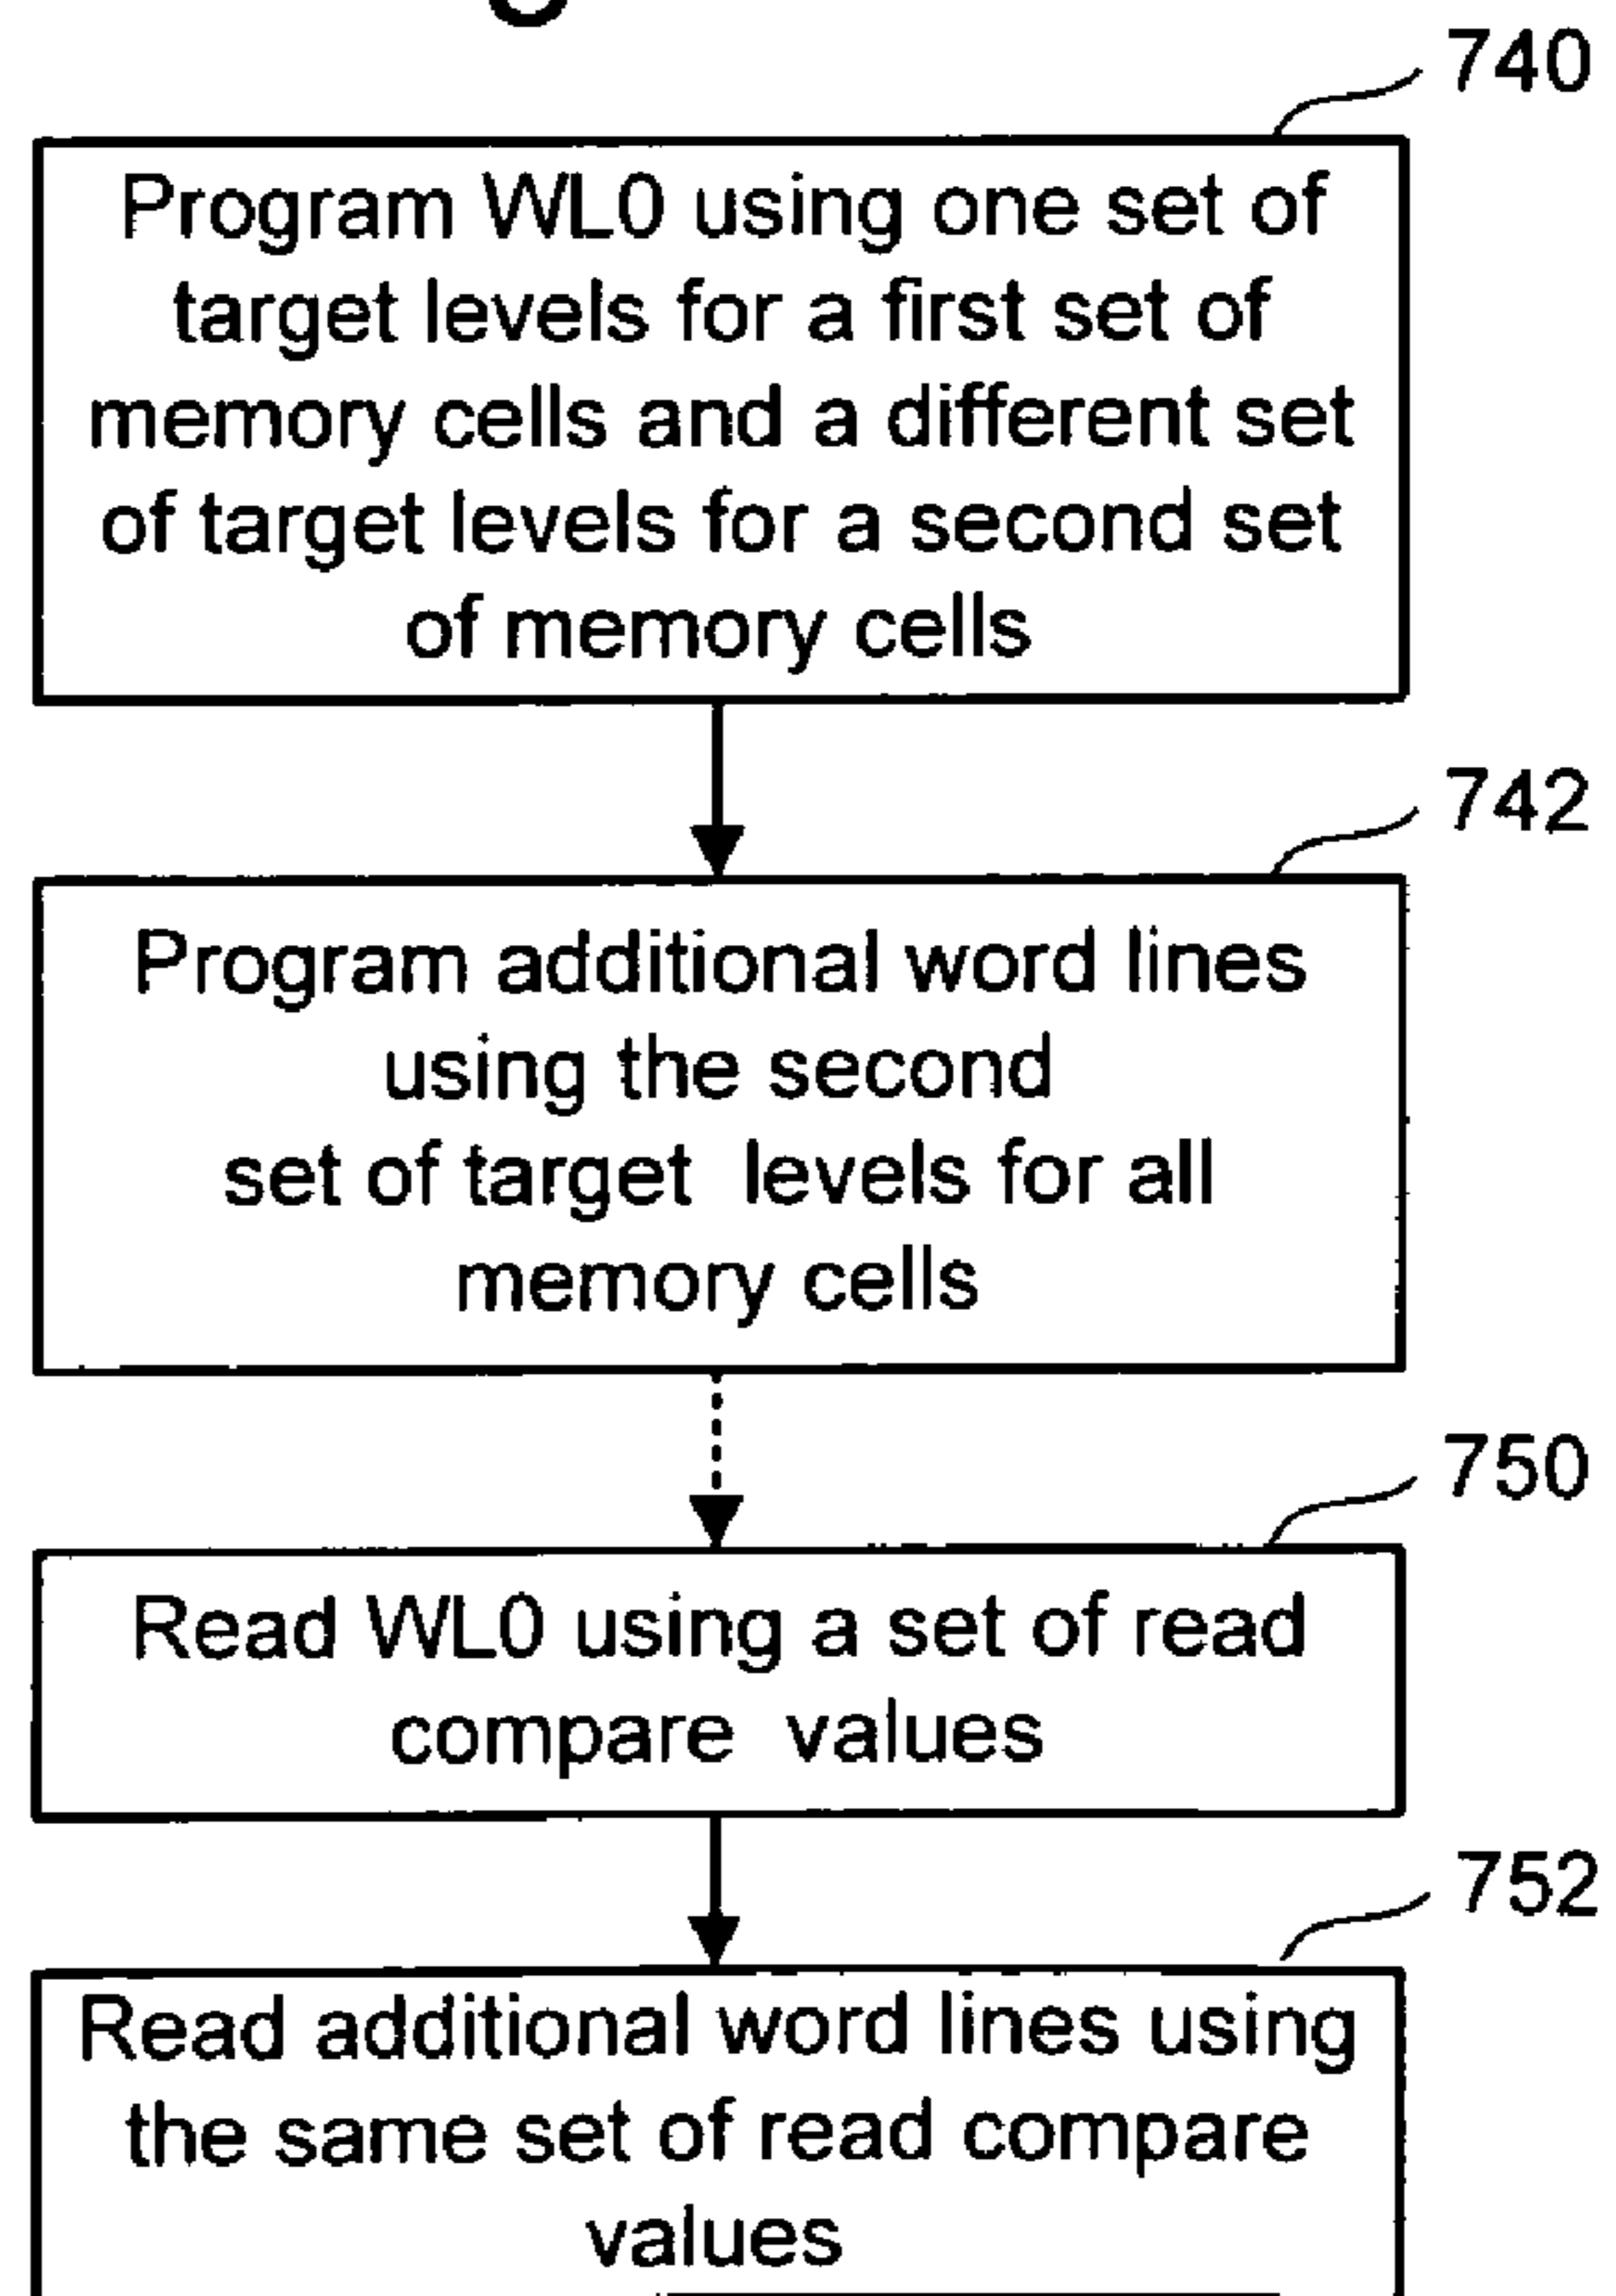 740
Program WL0 using one set of
target levels for a first set of
memory cells and a different set
of target levels for a second set
of memory cells
742
Program additional word lines
using the second
set of target levels for all
memory cells
750
Read WL0 using a set of read
compare values
752
Read additional word lines using
the same set of read compare
values